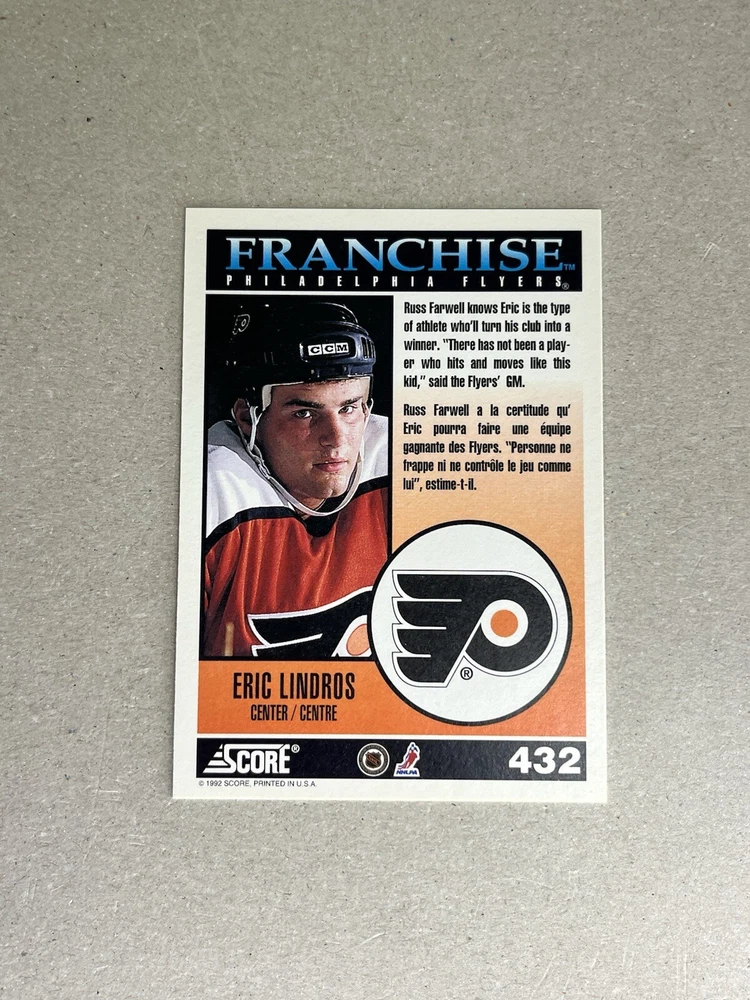 FRANCHISE™
PHILADELPHIA FLYERS®
CCM
Russ Farwell knows Eric is the type
of athlete who'll turn his club into a
winner. "There has not been a play-
er who hits and moves like this
kid," said the Flyers' GM.
Russ Farwell a la certitude qu'
Eric pourra faire une équipe
gagnante des Flyers. "Personne ne
frappe ni ne contrôle le jeu comme
lui", estime-t-il.
®
ERIC LINDROS
CENTER / CENTRE
SCORE®
NHLPA
432
© 1992 SCORE, PRINTED IN U.S.A.